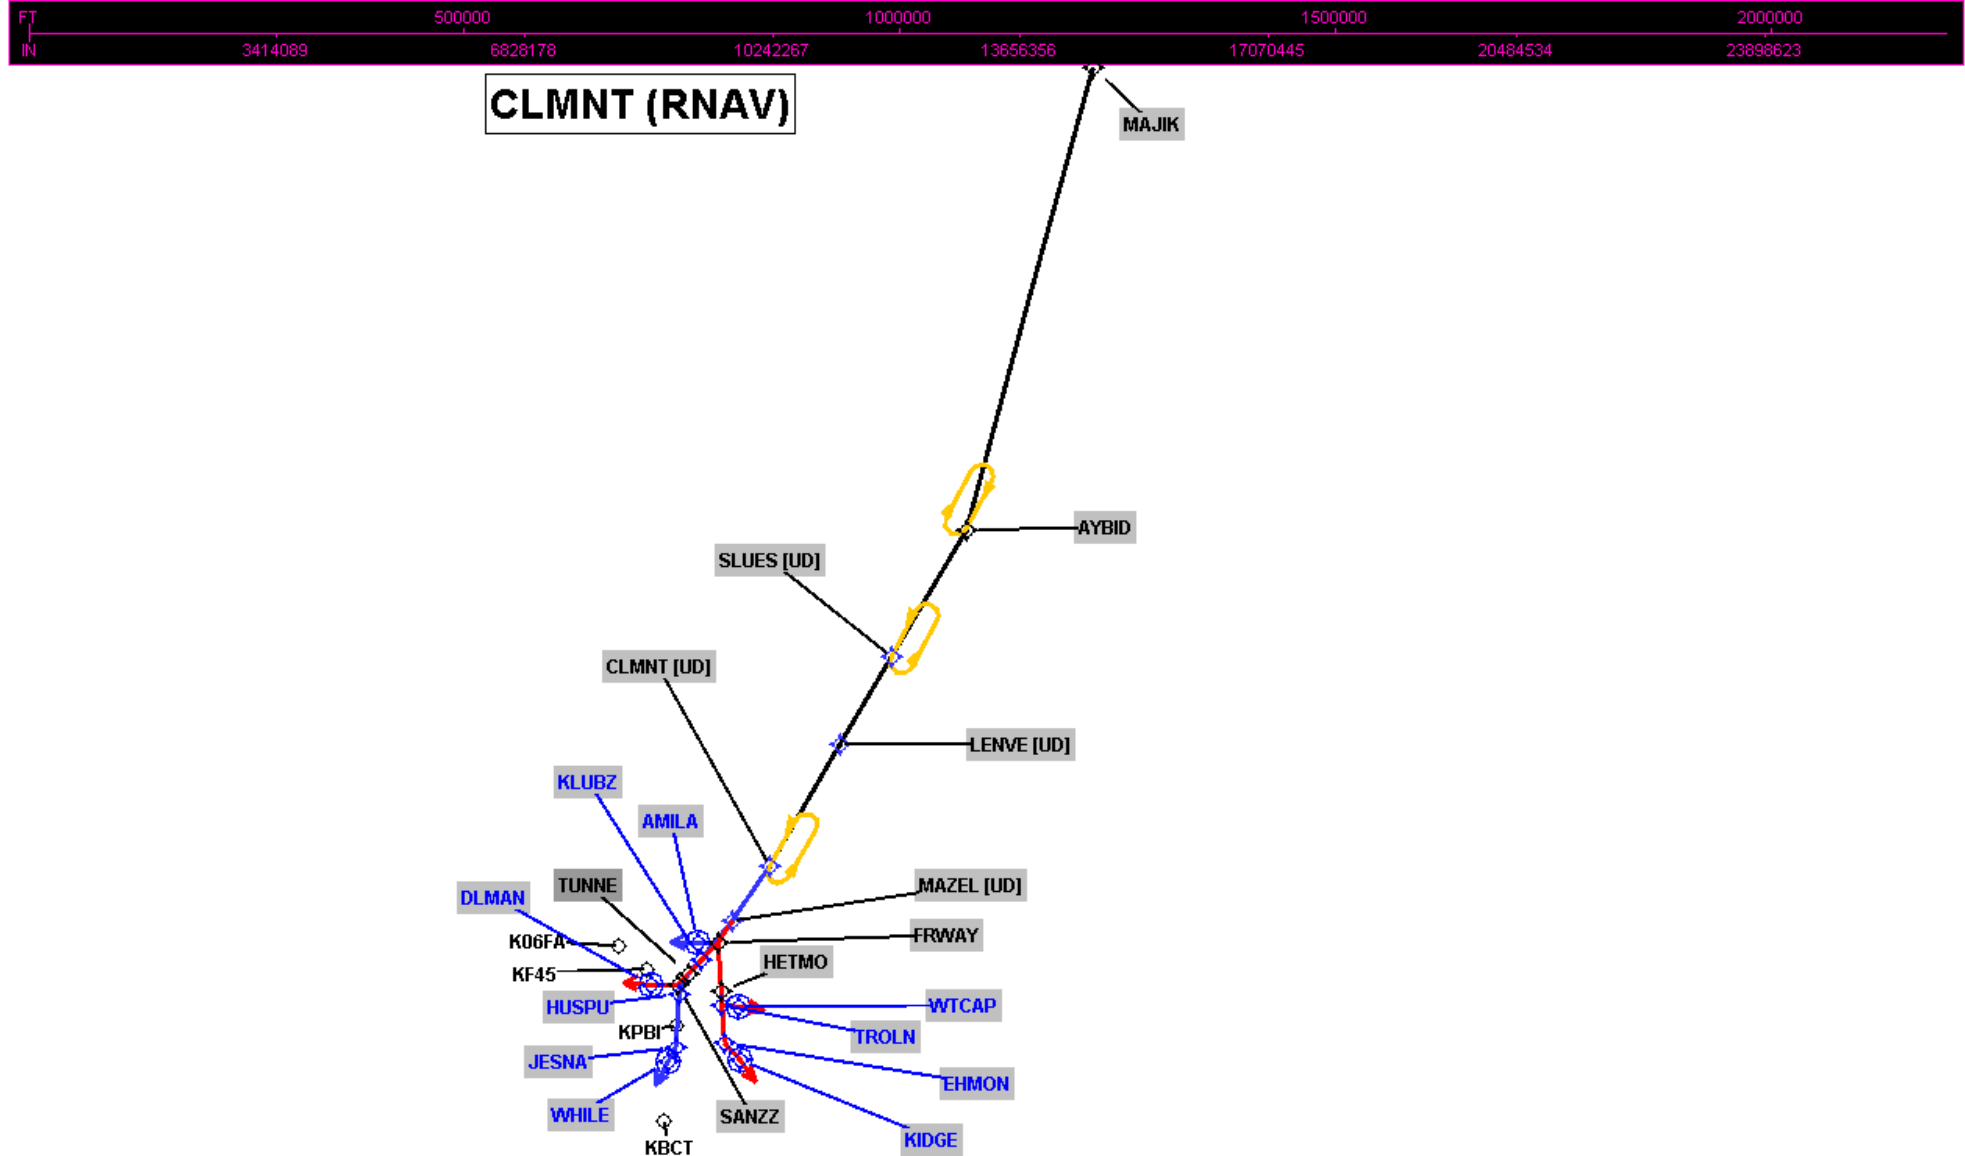 FT 500000 1000000 1500000 2000000
IN 3414089 6828178 10242267 13656356 17070445 20484534 23898623
CLMNT (RNAV)
MAJIK
AYBID
SLUES [UD]
CLMNT [UD]
LENVE [UD]
KLUBZ
AMILA
TUNNE
MAZEL [UD]
DLMAN
FRWAY
K06FA
HETMO
KF45
HUSPU
WTCAP
KPBI
TROLN
JESNA
EHMON
WHILE
SANZZ
KIDGE
KBCT